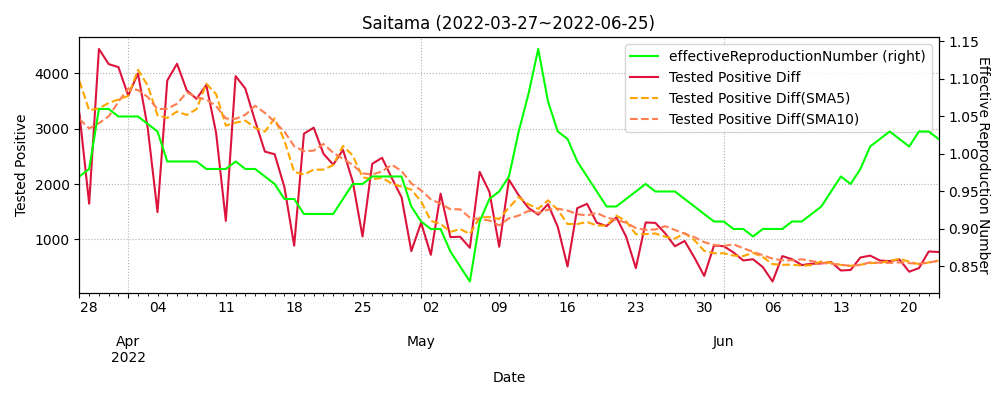 Saitama (2022-03-27~2022-06-25)
effectiveReproductionNumber (right)
Tested Positive Diff
Tested Positive Diff(SMA5)
Tested Positive Diff(SMA10)
Tested Positive
4000
3000
2000
1000
Effective Reproduction Number
1.15
1.10
1.05
1.00
0.95
0.90
0.85
28 04 11 18 25 02 09 16 23 30 06 13 20
Apr May Jun
2022
Date